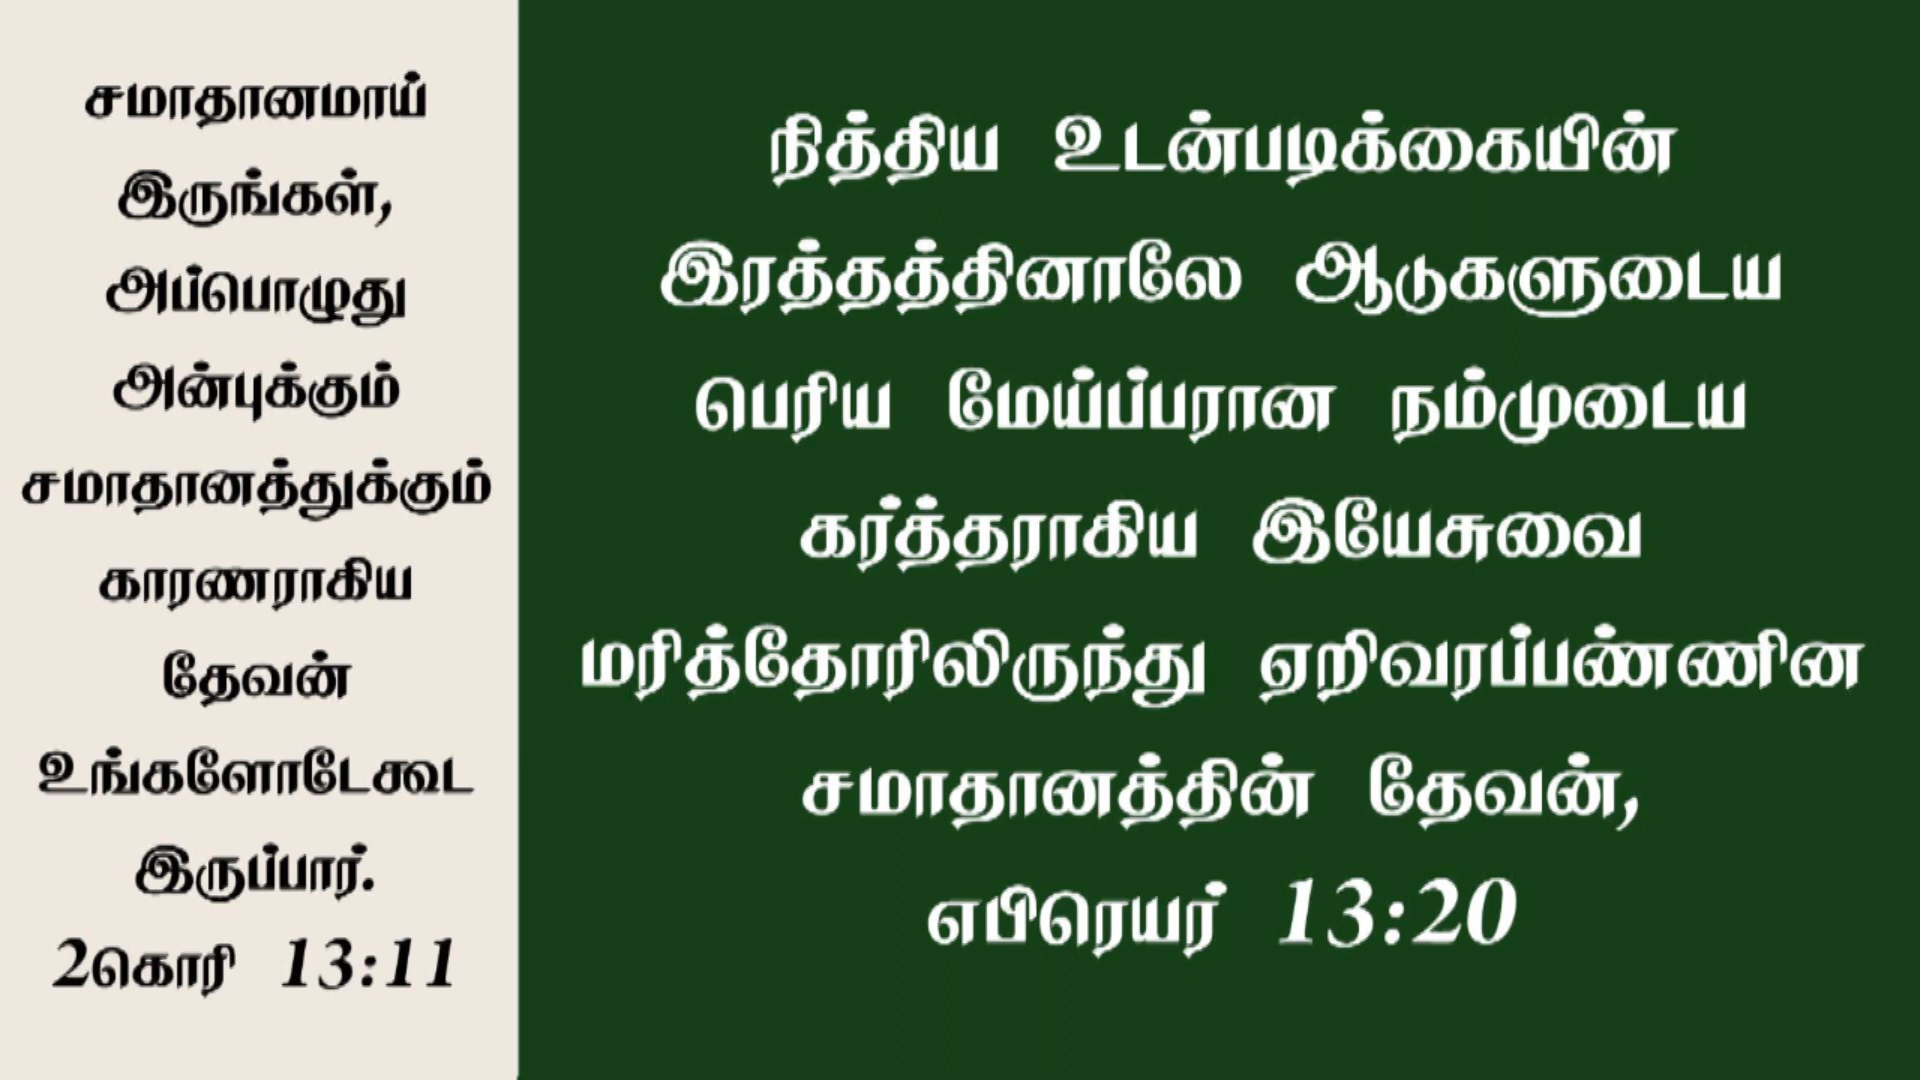 சமாதானமாய்
இருங்கள்,
அப்பொழுது
அன்புக்கும்
சமாதானத்துக்கும்
காரணராகிய
தேவன்
உங்களோடேகூட
இருப்பார்.
2கொரி 13:11
நித்திய உடன்படிக்கையின்
இரத்தத்தினாலே ஆடுகளுடைய
பெரிய மேய்ப்பரான நம்முடைய
கர்த்தராகிய இயேசுவை
மரித்தோரிலிருந்து ஏறிவரப்பண்ணின
சமாதானத்தின் தேவன்,
எபிரெயர் 13:20